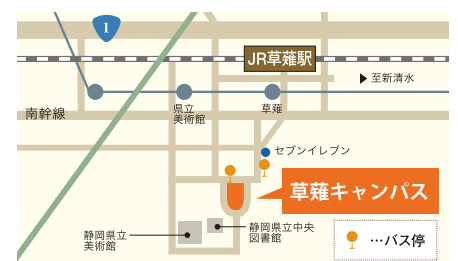 1
JR草薙駅
至新清水
南幹線
県立
美術館
草薙
セブンイレブン
草薙キャンパス
静岡県立
美術館
静岡県立中央
図書館
…バス停